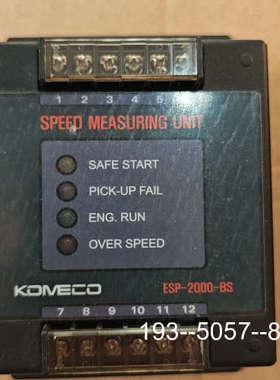 1 2 3 4 5
SPEED MEASURING UNIT
SAFE START
PICK-UP FAIL
ENG. RUN
OVER SPEED
KOMECO
ESP-2000-BS
7 8 9 10 11 12
193--5057--8